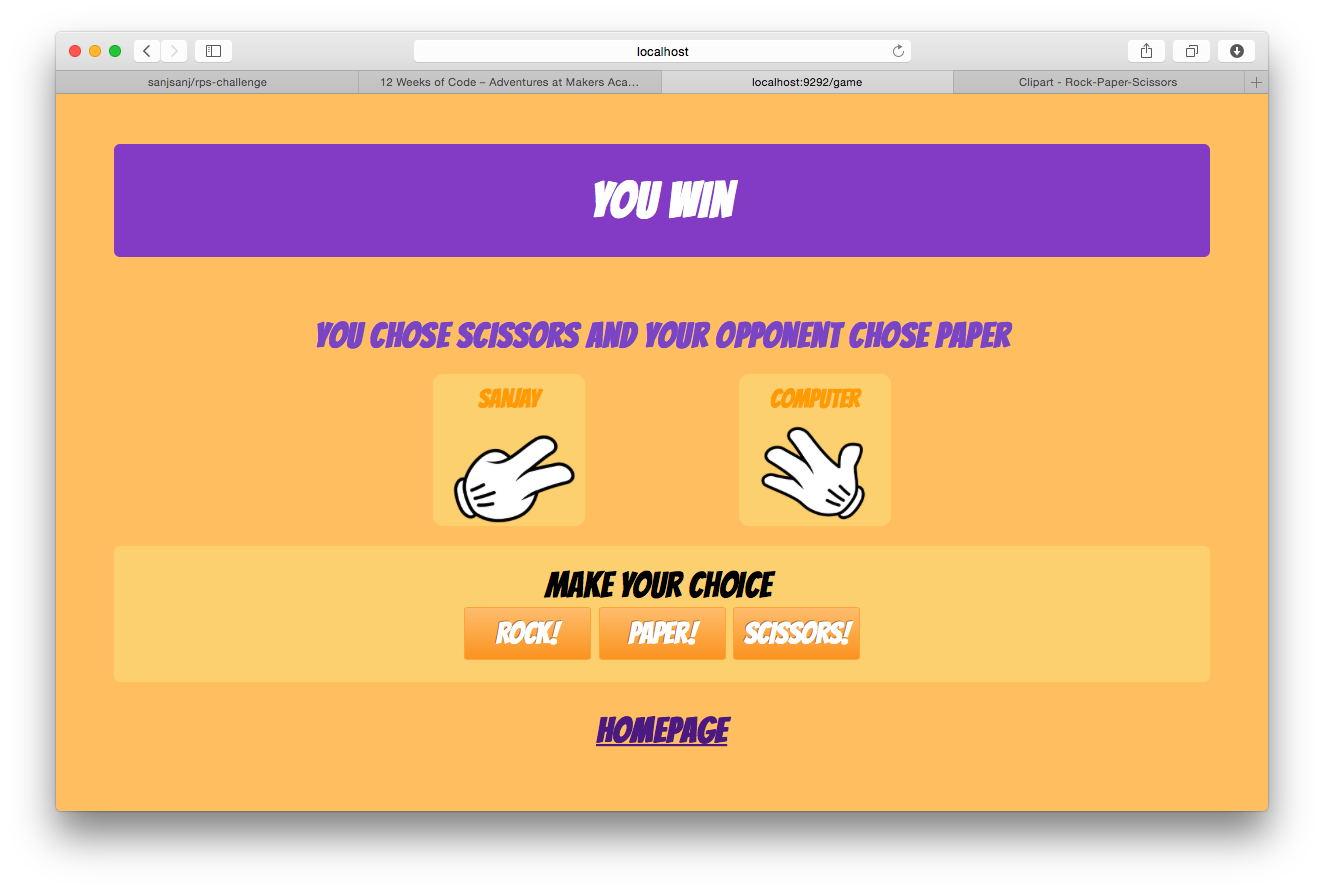 localhost
sanjsanj/rps-challenge
12 Weeks of Code – Adventures at Makers Aca…
localhost:9292/game
Clipart - Rock-Paper-Scissors
YOU WIN
YOU CHOSE SCISSORS AND YOUR OPPONENT CHOSE PAPER
SANJAY
COMPUTER
MAKE YOUR CHOICE
ROCK!
PAPER!
SCISSORS!
HOMEPAGE